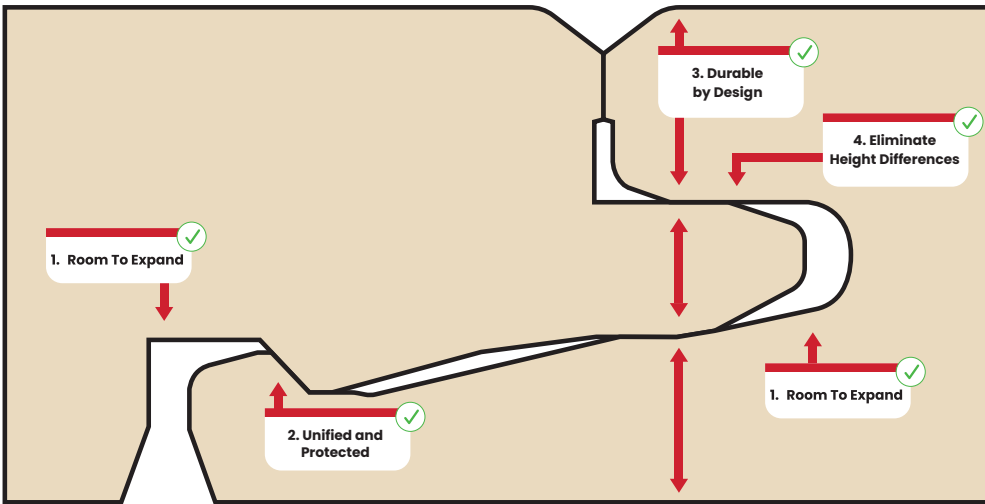 3. Durable
by Design
4. Eliminate
Height Differences
1. Room To Expand
1. Room To Expand
2. Unified and
Protected